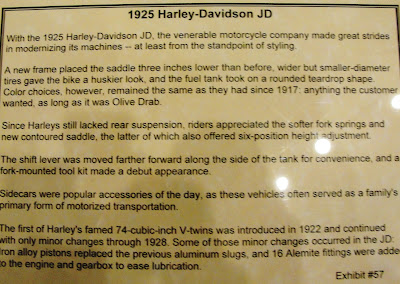 1925 Harley-Davidson JD
With the 1925 Harley-Davidson JD, the venerable motorcycle company made great strides
in modernizing its machines -- at least from the standpoint of styling.
A new frame placed the saddle three inches lower than before, wider but smaller-diameter
tires gave the bike a huskier look, and the fuel tank took on a rounded teardrop shape.
Color choices, however, remained the same as they had since 1917: anything the customer
wanted, as long as it was Olive Drab.
Since Harleys still lacked rear suspension, riders appreciated the softer fork springs and
new contoured saddle, the latter of which also offered six-position height adjustment.
The shift lever was moved farther forward along the side of the tank for convenience, and a
fork-mounted tool kit made a debut appearance.
Sidecars were popular accessories of the day, as these vehicles often served as a family's
primary form of motorized transportation.
The first of Harley's famed 74-cubic-inch V-twins was introduced in 1922 and continued
with only minor changes through 1928. Some of those minor changes occurred in the JD:
Iron alloy pistons replaced the previous aluminum slugs, and 16 Alemite fittings were added
to the engine and gearbox to ease lubrication.
Exhibit #57